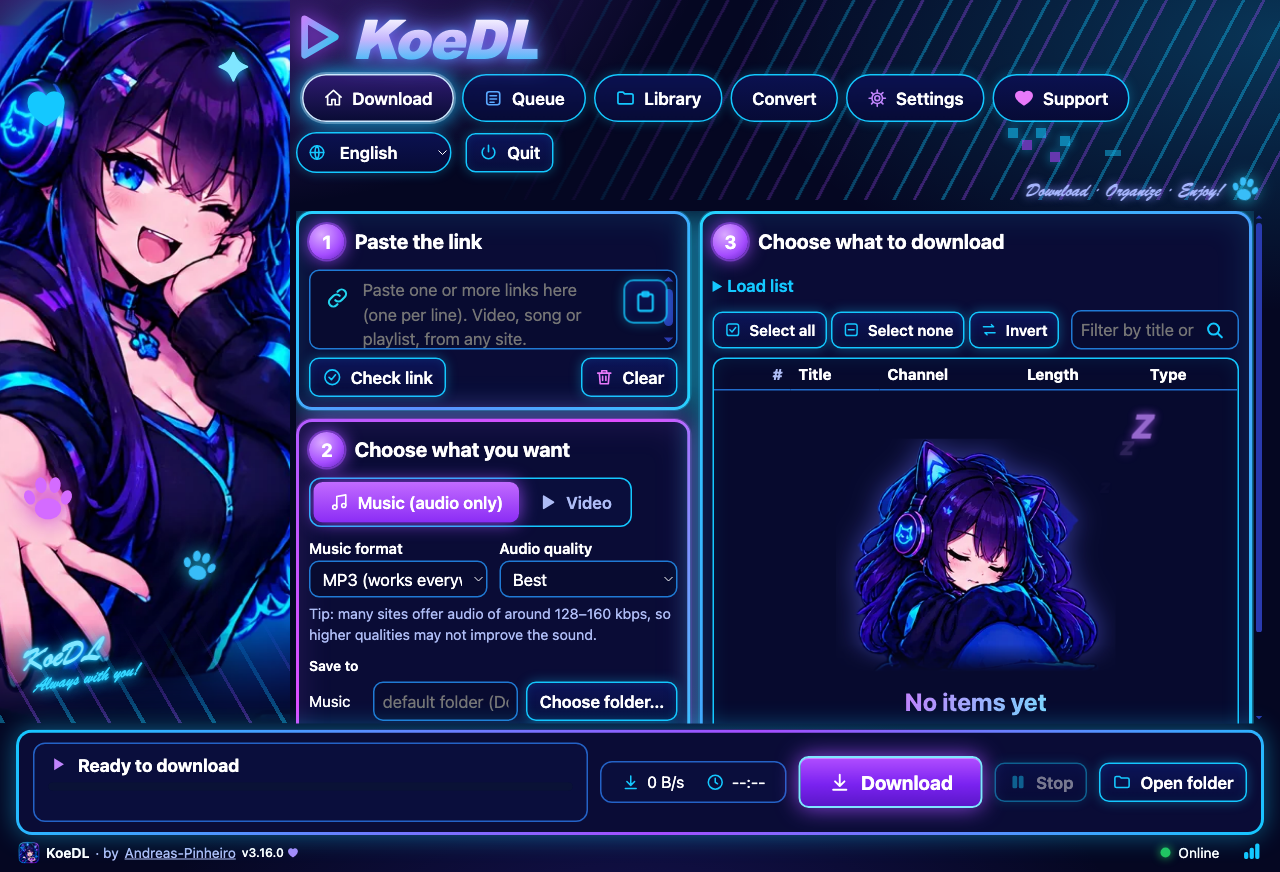 KoeDL
Download
Queue
Library
Convert
Settings
Support
English
Quit
Download · Organize · Enjoy!
1
Paste the link
Paste one or more links here
(one per line). Video, song or
playlist, from any site.
Check link
Clear
2
Choose what you want
Music (audio only)
Video
Music format
Audio quality
MP3 (works every
Best
Tip: many sites offer audio of around 128–160 kbps, so
higher qualities may not improve the sound.
Save to
Music
default folder (Do
Choose folder...
3
Choose what to download
Load list
Select all
Select none
Invert
Filter by title or
# Title Channel Length Type
Z
z
No items yet
KoeDL
Always with you!
Ready to download
0 B/s
--:--
Download
Stop
Open folder
KoeDL · by Andreas-Pinheiro v3.16.0
Online